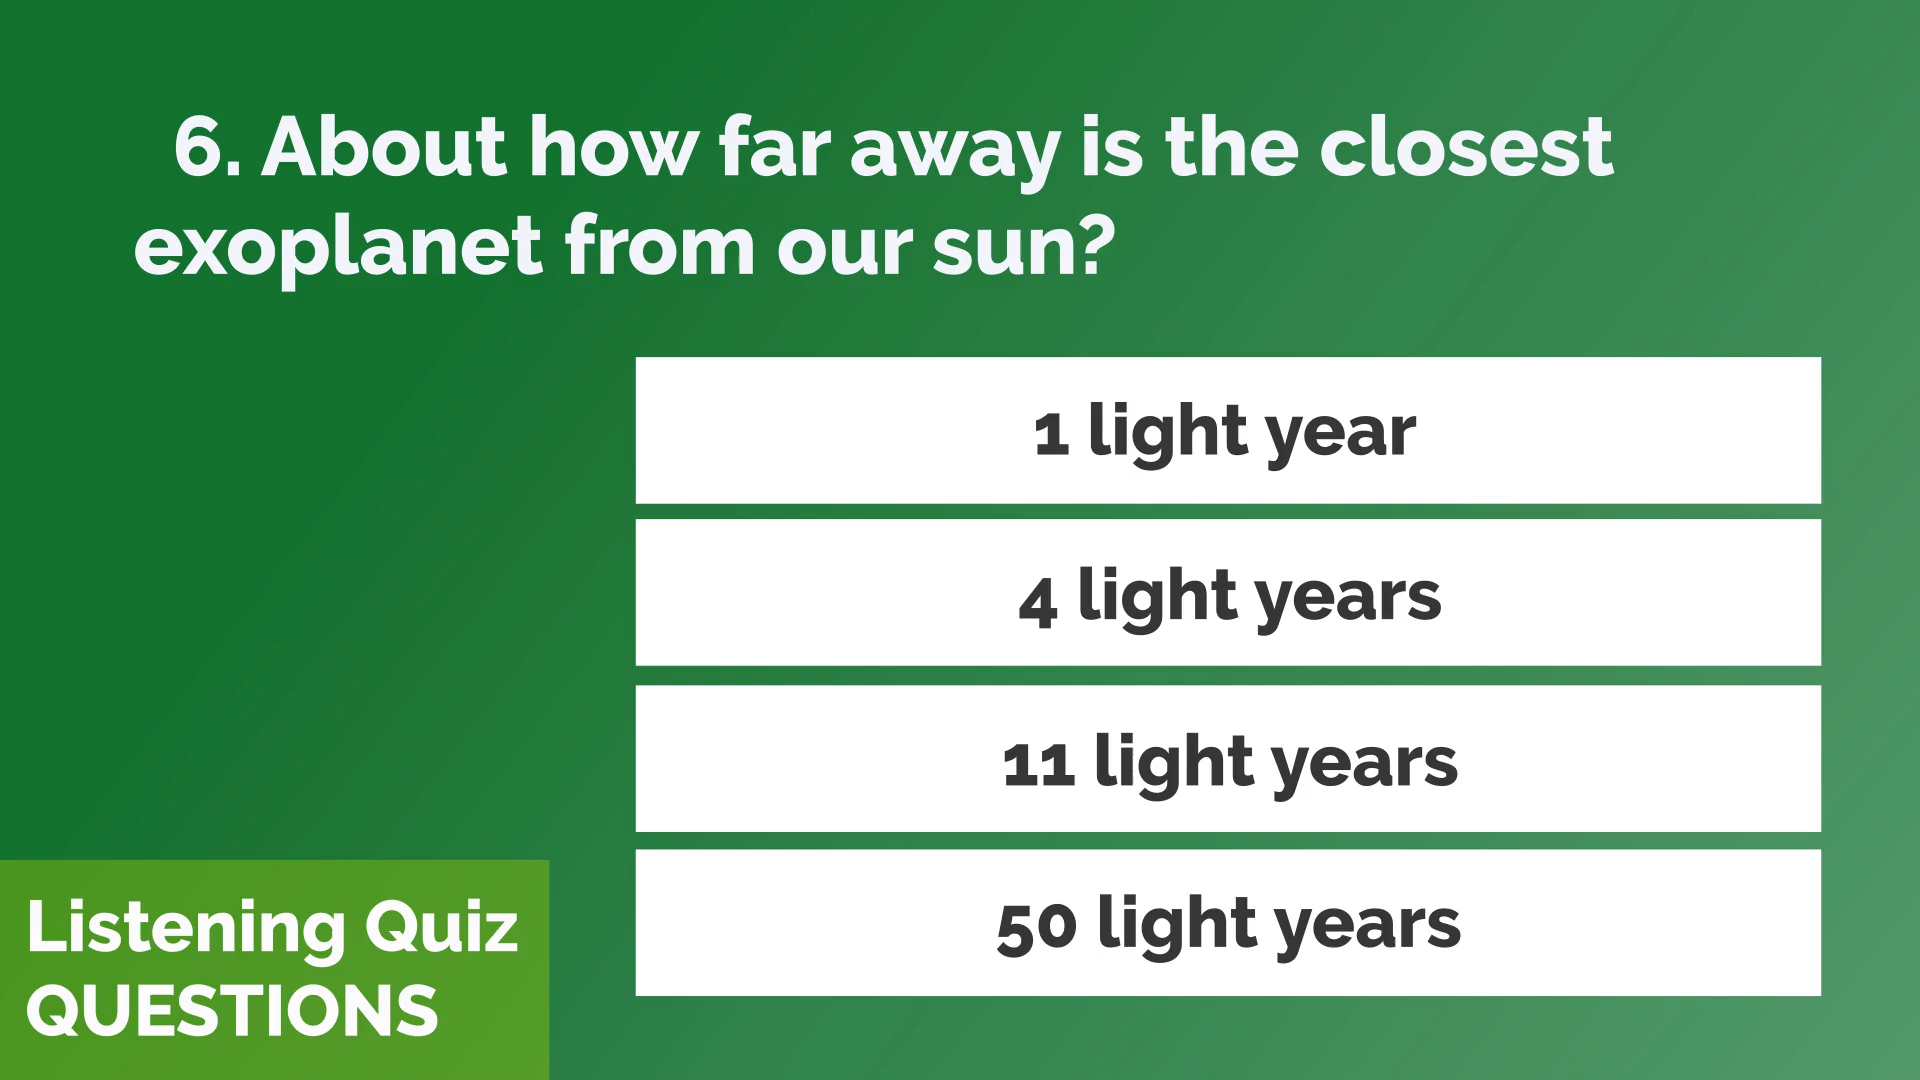 6. About how far away is the closest
exoplanet from our sun?
1 light year
4 light years
11 light years
50 light years
Listening Quiz
QUESTIONS